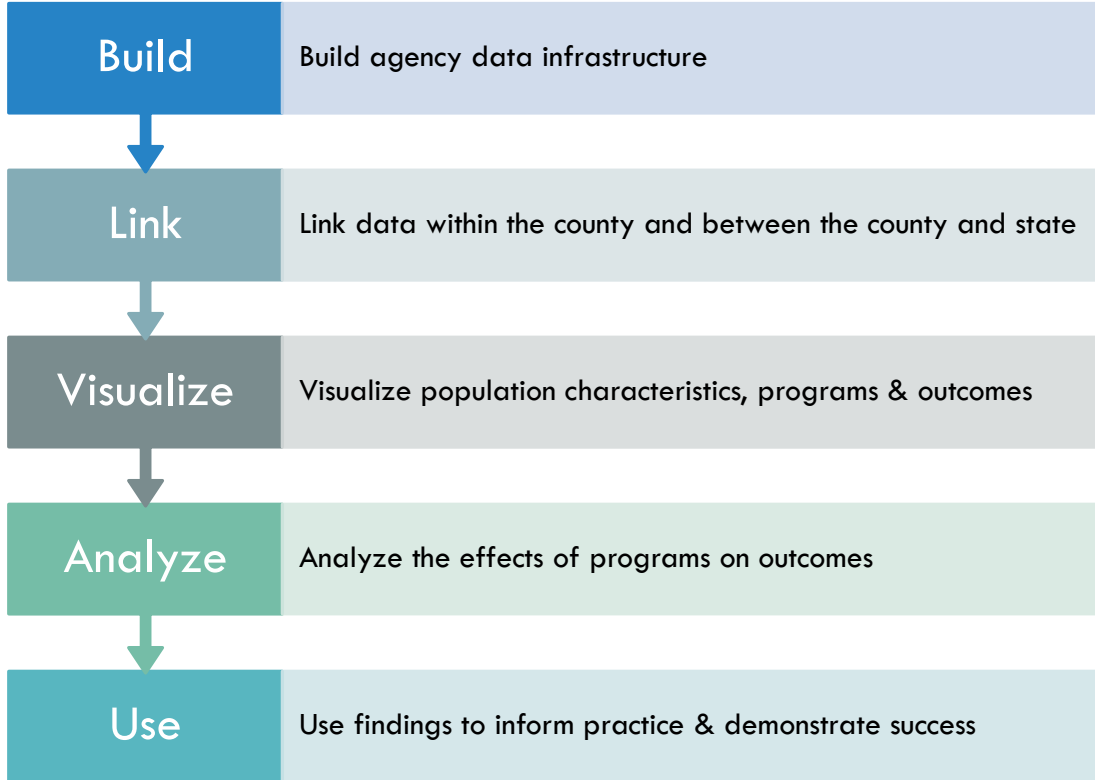 Build
Build agency data infrastructure
Link
Link data within the county and between the county and state
Visualize
Visualize population characteristics, programs & outcomes
Analyze
Analyze the effects of programs on outcomes
Use
Use findings to inform practice & demonstrate success